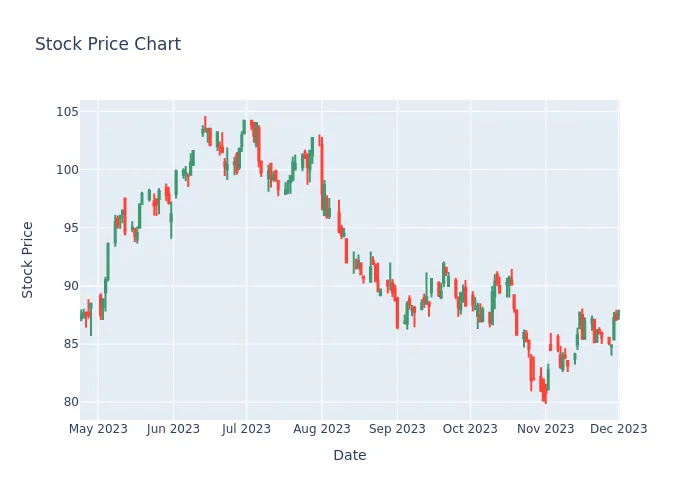 Stock Price Chart
105
100
95
90
85
80
Stock Price
May 2023
Jun 2023
Jul 2023
Aug 2023
Sep 2023
Oct 2023
Nov 2023
Dec 2023
Date